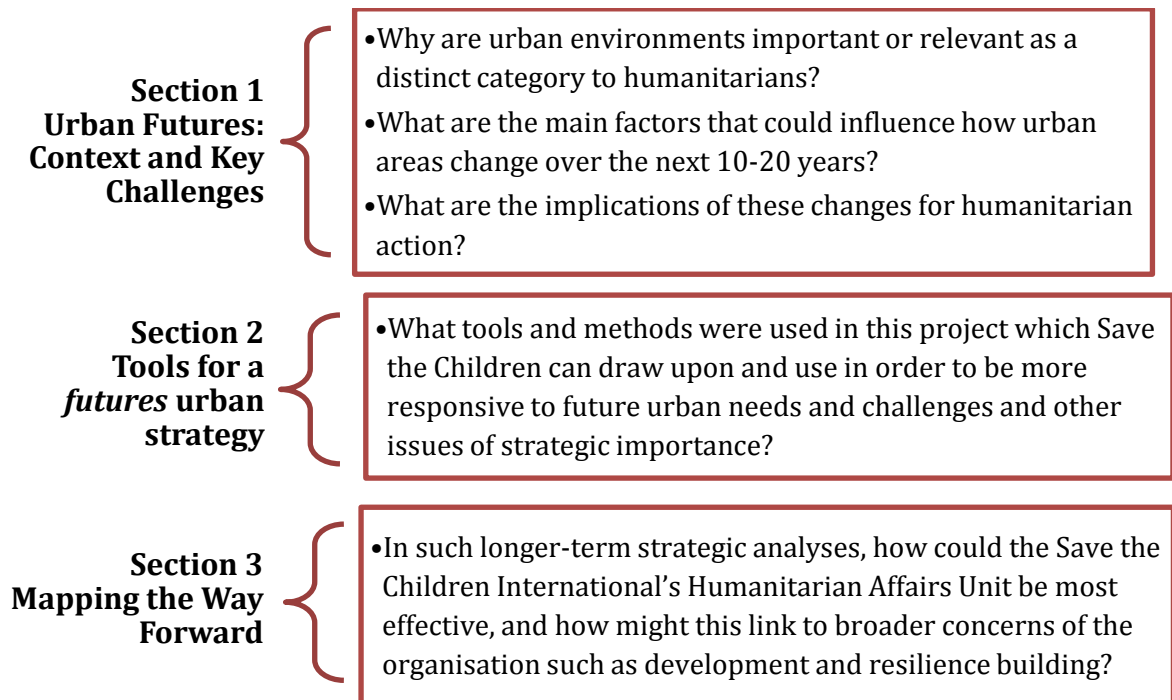 Section 1
Urban Futures:
Context and Key
Challenges
•Why are urban environments important or relevant as a
distinct category to humanitarians?
•What are the main factors that could influence how urban
areas change over the next 10-20 years?
•What are the implications of these changes for humanitarian
action?
Section 2
Tools for a
futures urban
strategy
•What tools and methods were used in this project which Save
the Children can draw upon and use in order to be more
responsive to future urban needs and challenges and other
issues of strategic importance?
Section 3
Mapping the Way
Forward
•In such longer-term strategic analyses, how could the Save the
Children International’s Humanitarian Affairs Unit be most
effective, and how might this link to broader concerns of the
organisation such as development and resilience building?